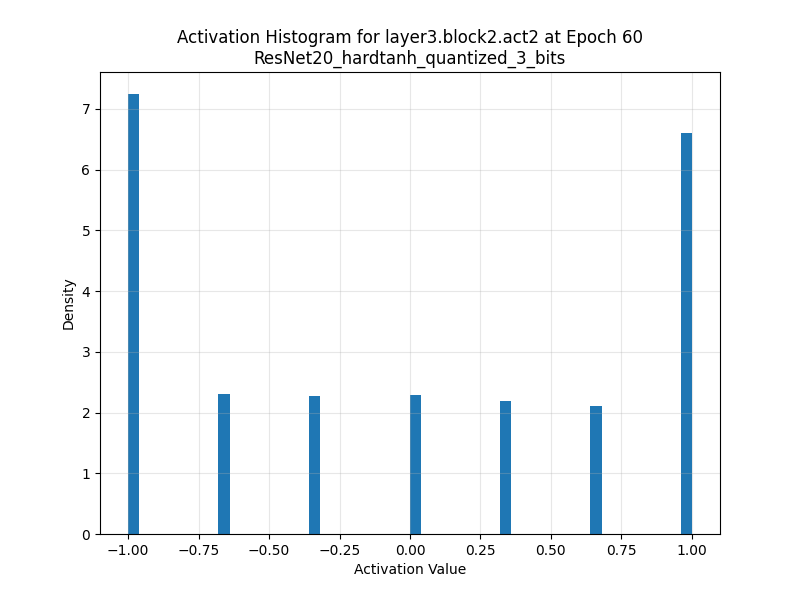 Activation Histogram for layer3.block2.act2 at Epoch 60
ResNet20_hardtanh_quantized_3_bits
7
6
5
4
3
2
1
0
Density
−1.00 −0.75 −0.50 −0.25 0.00 0.25 0.50 0.75 1.00
Activation Value